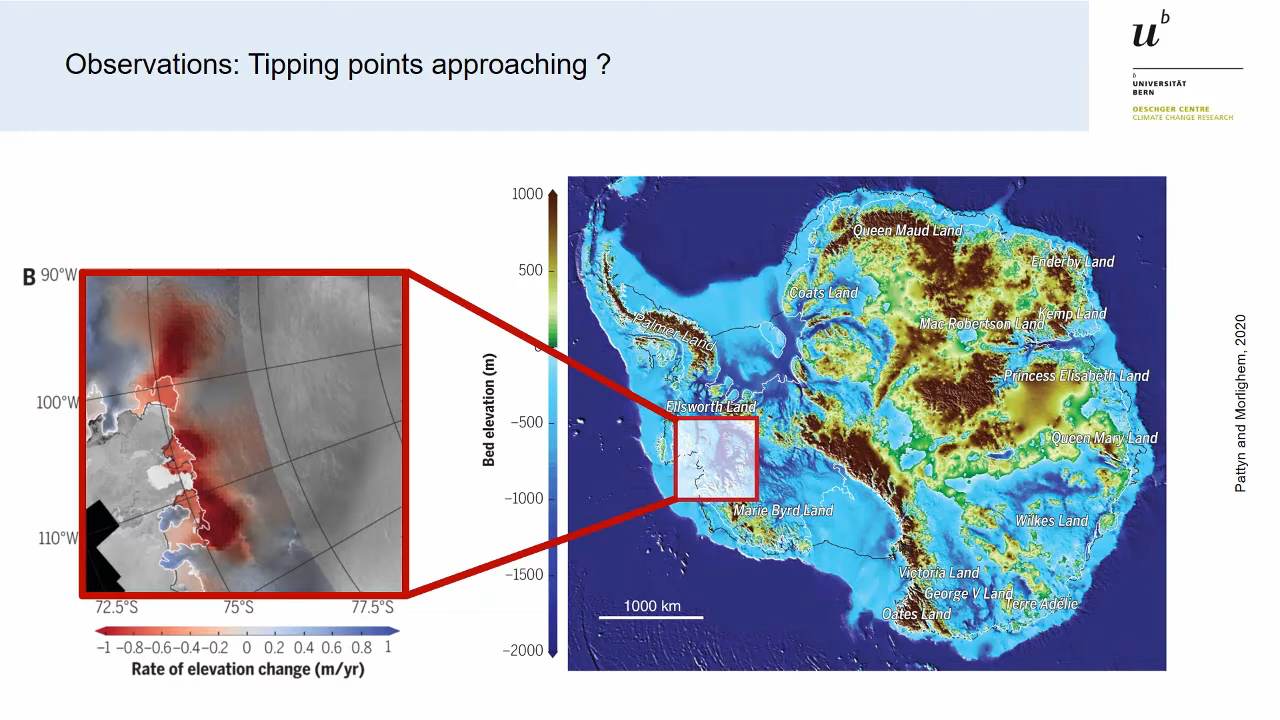 Observations: Tipping points approaching ?
u b
b
UNIVERSITÄT
BERN
OESCHGER CENTRE
CLIMATE CHANGE RESEARCH
B
90°W
100°W
110°W
72.5°S 75°S 77.5°S
−1 −0.8 −0.6 −0.4 −0.2 0 0.2 0.4 0.6 0.8 1
Rate of elevation change (m/yr)
1000
500
0
−500
−1000
−1500
−2000
Bed elevation (m)
Queen Maud Land
Enderby Land
Coats Land
Kemp Land
Mac Robertson Land
Palmer Land
Princess Elisabeth Land
Ellsworth Land
Queen Mary Land
Marie Byrd Land
Wilkes Land
Victoria Land
George V Land
Terre Adélie
Oates Land
1000 km
Pattyn and Morlighem, 2020